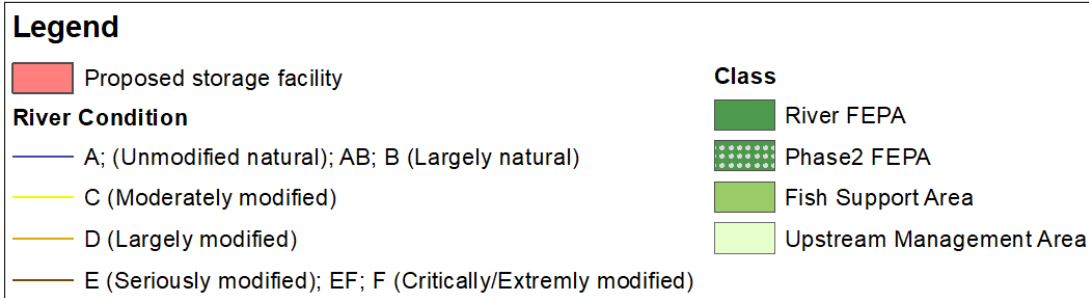 Legend
Proposed storage facility
River Condition
A; (Unmodified natural); AB; B (Largely natural)
C (Moderately modified)
D (Largely modified)
E (Seriously modified); EF; F (Critically/Extremly modified)
Class
River FEPA
Phase2 FEPA
Fish Support Area
Upstream Management Area